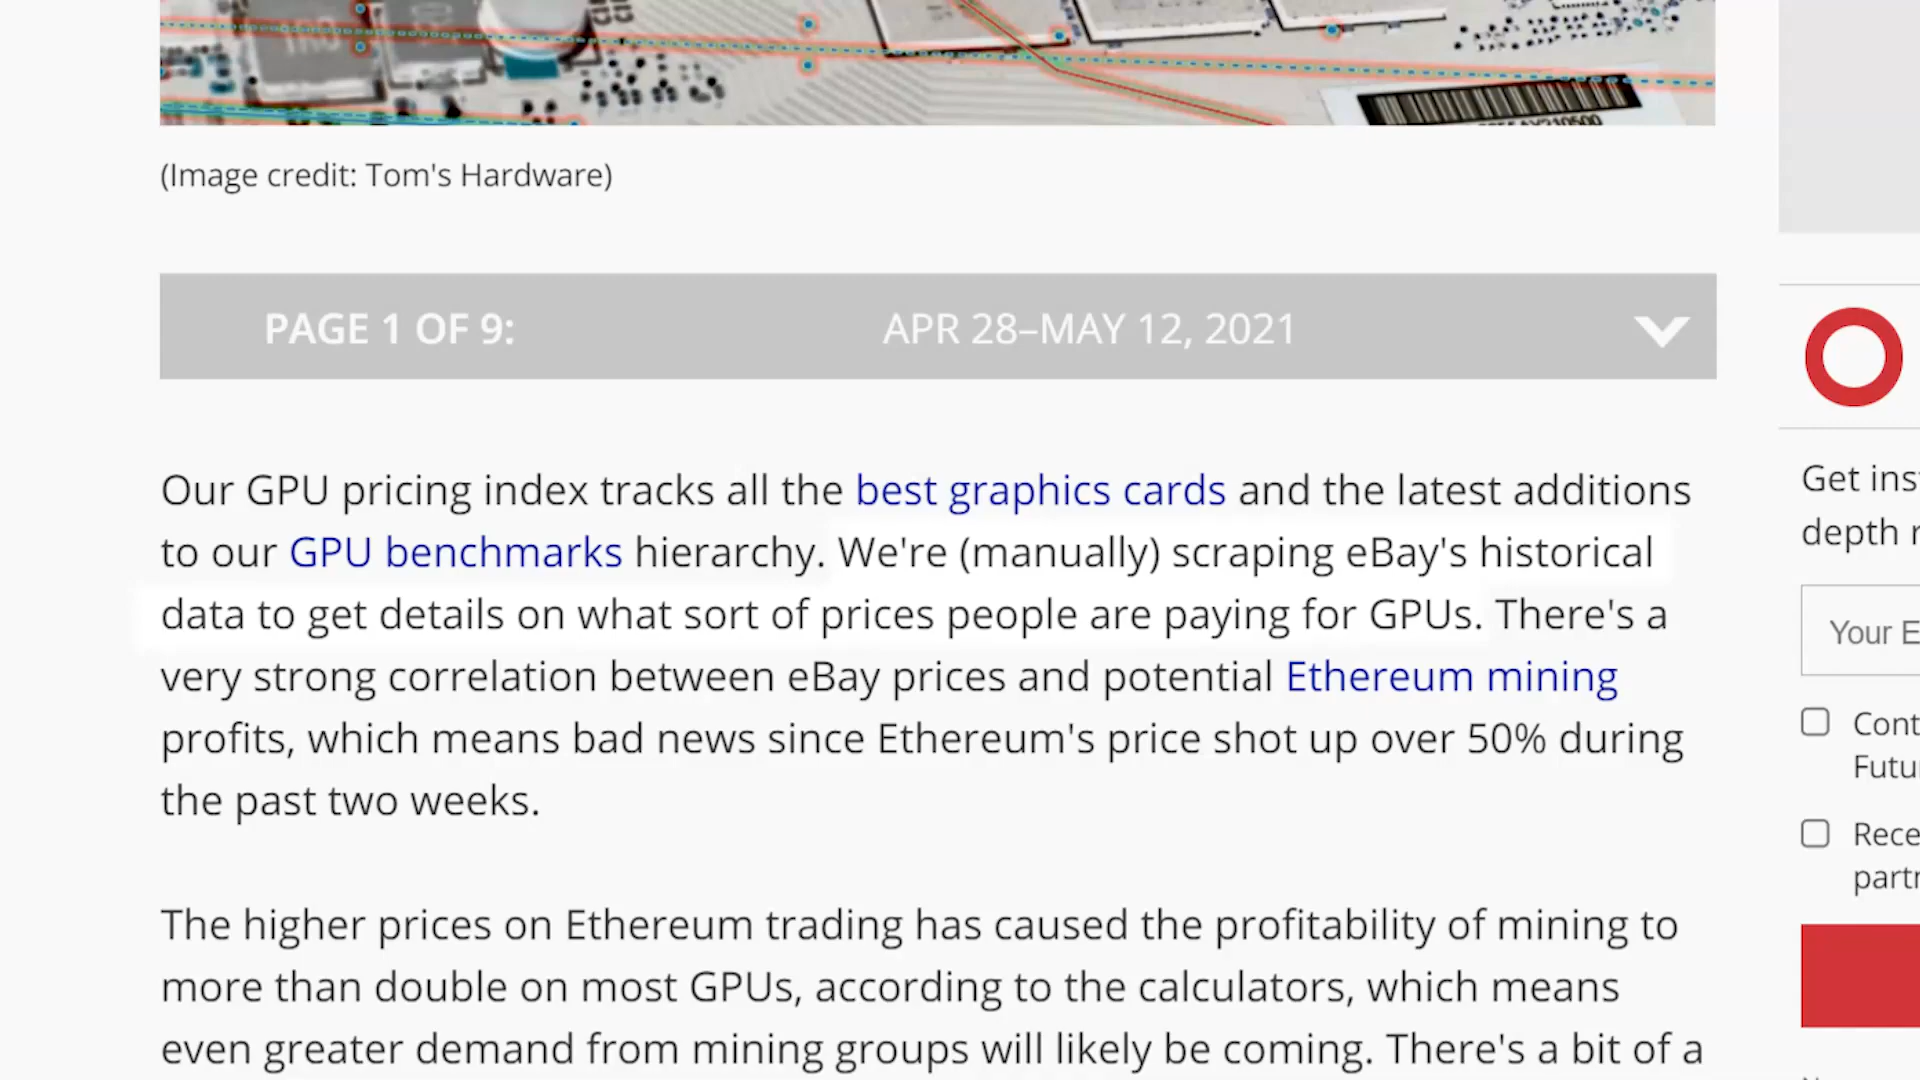 (Image credit: Tom's Hardware)
PAGE 1 OF 9:
APR 28–MAY 12, 2021
Our GPU pricing index tracks all the best graphics cards and the latest additions
to our GPU benchmarks hierarchy. We're (manually) scraping eBay's historical
data to get details on what sort of prices people are paying for GPUs. There's a
very strong correlation between eBay prices and potential Ethereum mining
profits, which means bad news since Ethereum's price shot up over 50% during
the past two weeks.
The higher prices on Ethereum trading has caused the profitability of mining to
more than double on most GPUs, according to the calculators, which means
even greater demand from mining groups will likely be coming. There's a bit of a
Get ins
depth r
Your E
Cont
Futu
Rece
part